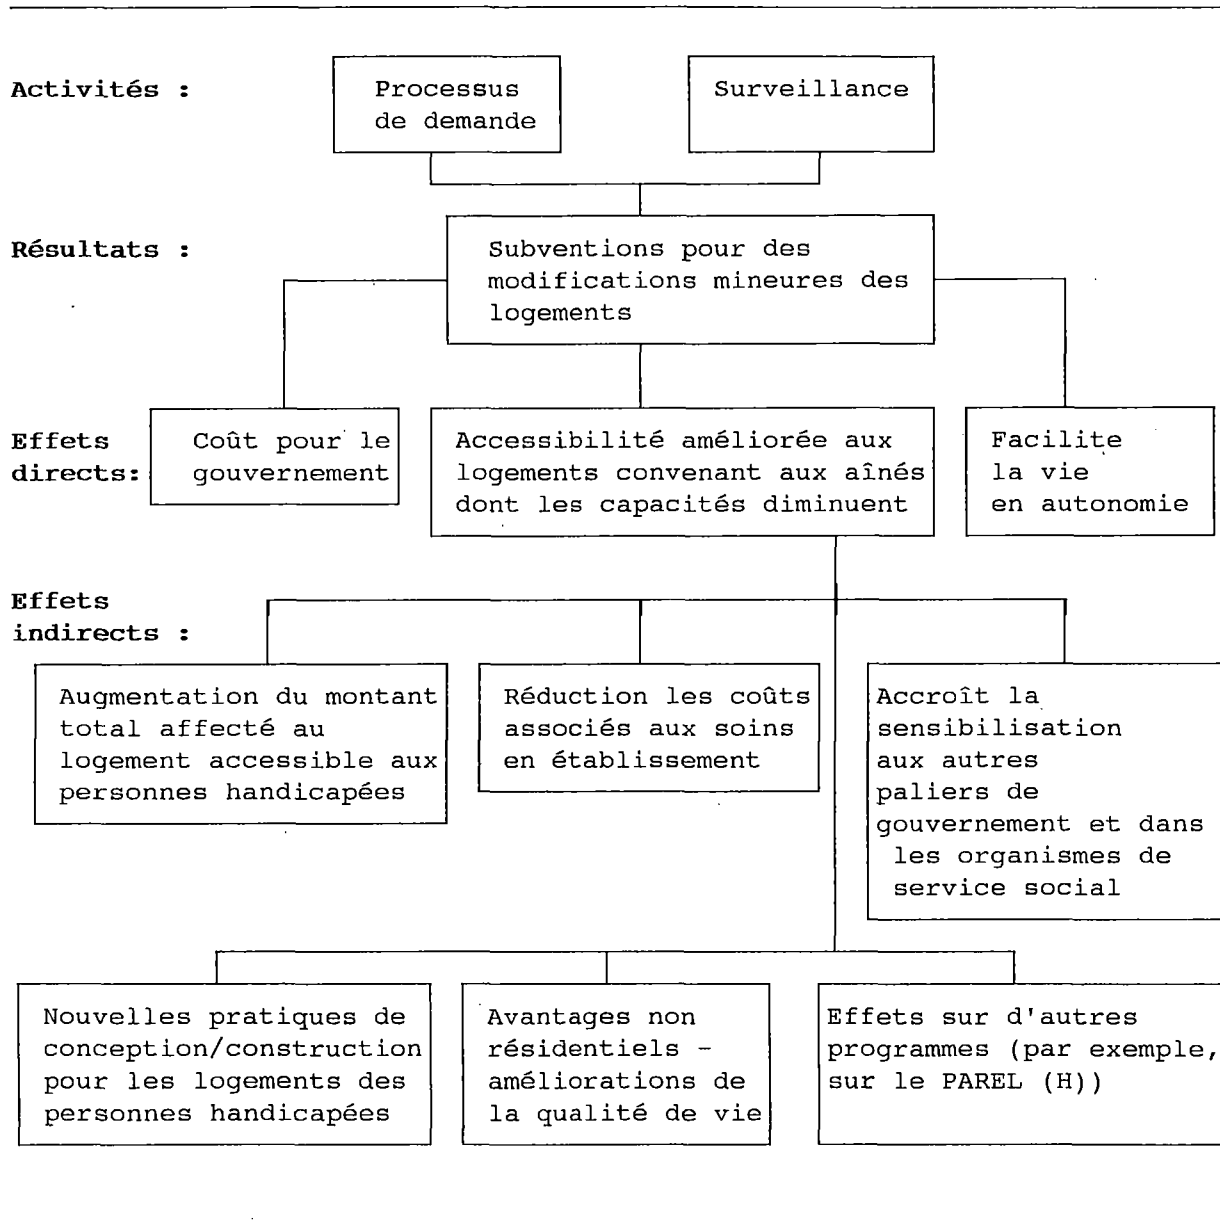 Activités :
Processus
de demande
Surveillance
Résultats :
Subventions pour des
modifications mineures des
logements
Effets
directs:
Coût pour le
gouvernement
Accessibilité améliorée aux
logements convenant aux aînés
dont les capacités diminuent
Facilite
la vie
en autonomie
Effets
indirects :
Augmentation du montant
total affecté au
logement accessible aux
personnes handicapées
Réduction les coûts
associés aux soins
en établissement
Accroît la
sensibilisation
aux autres
paliers de
gouvernement et dans
les organismes de
service social
Nouvelles pratiques de
conception/construction
pour les logements des
personnes handicapées
Avantages non
résidentiels -
améliorations de
la qualité de vie
Effets sur d'autres
programmes (par exemple,
sur le PAREL (H))